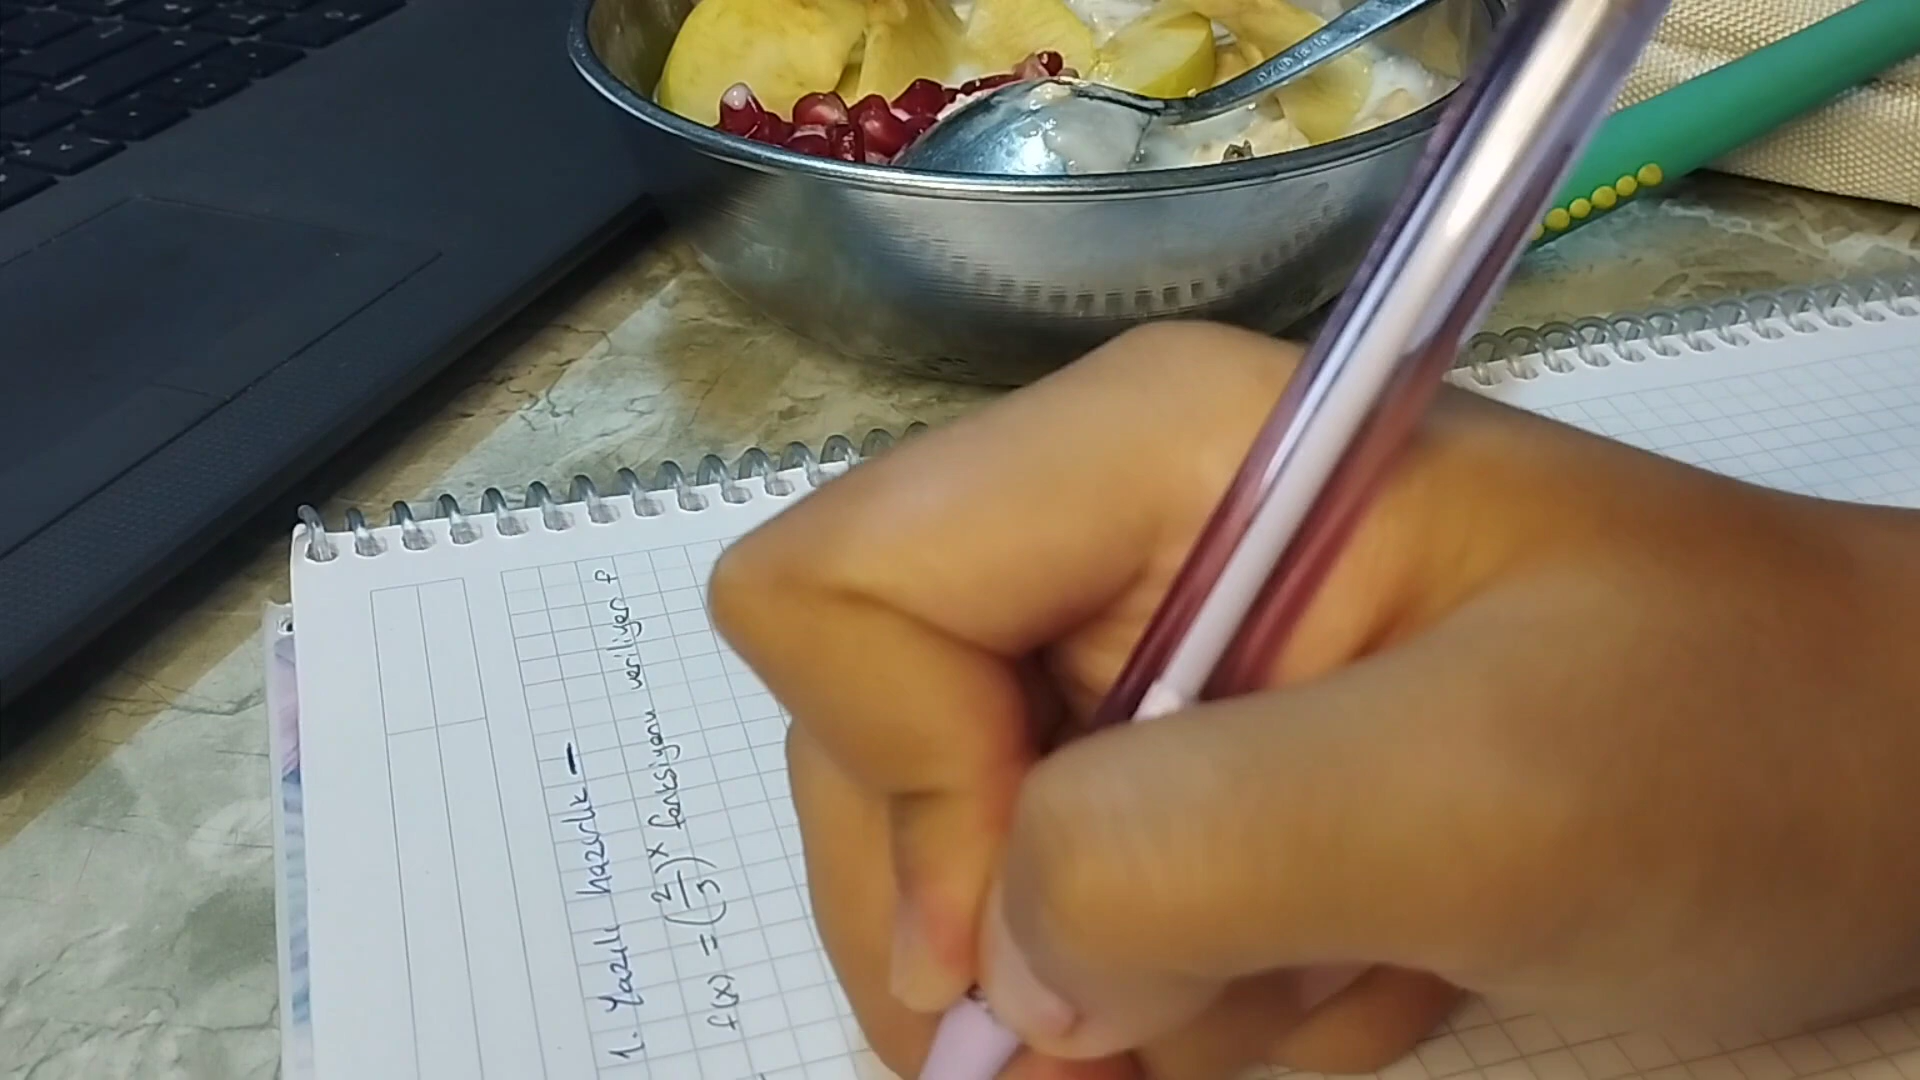 1. Yazılı hazırlık -
f(x) = (2/3)^x fonksiyonu veriliyor. f